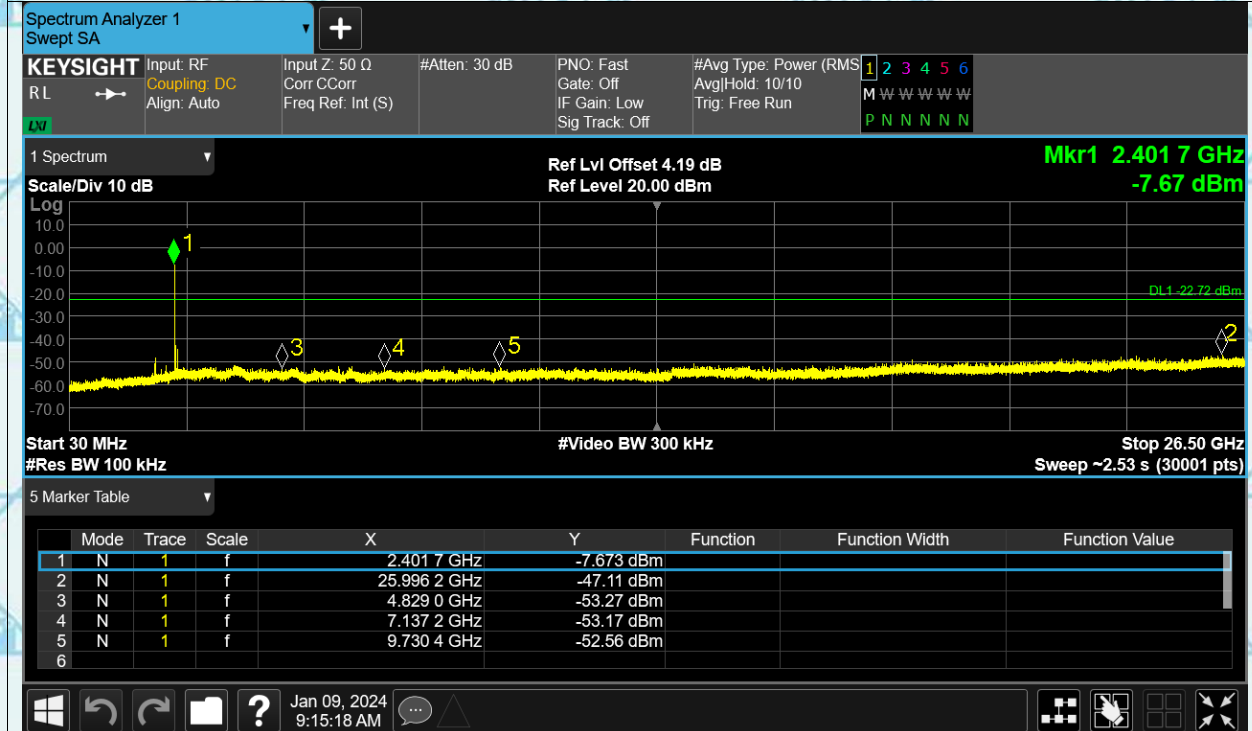 Spectrum Analyzer 1
Swept SA
+
KEYSIGHT
R L
LXI
Input: RF
Coupling: DC
Align: Auto
Input Z: 50 Ω
Corr CCorr
Freq Ref: Int (S)
#Atten: 30 dB
PNO: Fast
Gate: Off
IF Gain: Low
Sig Track: Off
#Avg Type: Power (RMS
Avg|Hold: 10/10
Trig: Free Run
1 2 3 4 5 6
M W W W W W
P N N N N N
1 Spectrum
Scale/Div 10 dB
Ref Lvl Offset 4.19 dB
Ref Level 20.00 dBm
Mkr1 2.401 7 GHz
-7.67 dBm
Log
10.0
0.00
-10.0
-20.0
-30.0
-40.0
-50.0
-60.0
-70.0
1
3
4
5
2
DL1 -22.72 dBm
Start 30 MHz
#Video BW 300 kHz
Stop 26.50 GHz
#Res BW 100 kHz
Sweep ~2.53 s (30001 pts)
5 Marker Table
Mode Trace Scale X Y Function Function Width Function Value
1 N 1 f 2.401 7 GHz -7.673 dBm
2 N 1 f 25.996 2 GHz -47.11 dBm
3 N 1 f 4.829 0 GHz -53.27 dBm
4 N 1 f 7.137 2 GHz -53.17 dBm
5 N 1 f 9.730 4 GHz -52.56 dBm
6
?
Jan 09, 2024
9:15:18 AM